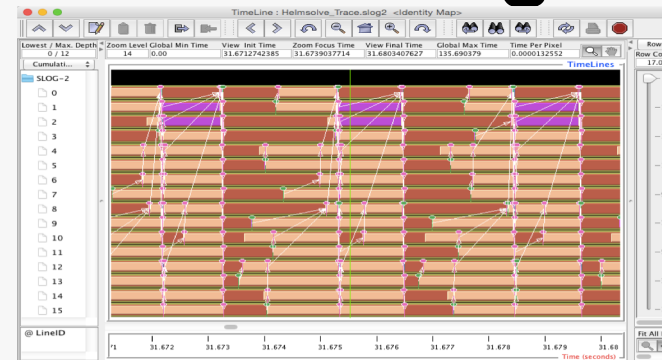 TimeLine : Helmsolve_Trace.slog2 <Identity Map>
Lowest / Max. Depth Zoom Level Global Min Time View Init Time Zoom Focus Time View Final Time Global Max Time Time Per Pixel Row
0 / 12 14 0.00 31.6712742385 31.6739037714 31.6803407627 135.690379 0.0000132552 Row Co
17.0
Cumulati...
TimeLines
SLOG-2
0
1
2
3
4
5
6
7
8
9
10
11
12
13
14
15
@ LineID
Fit All
31.672 31.673 31.674 31.675 31.676 31.677 31.678 31.679 31.68
Time (seconds)